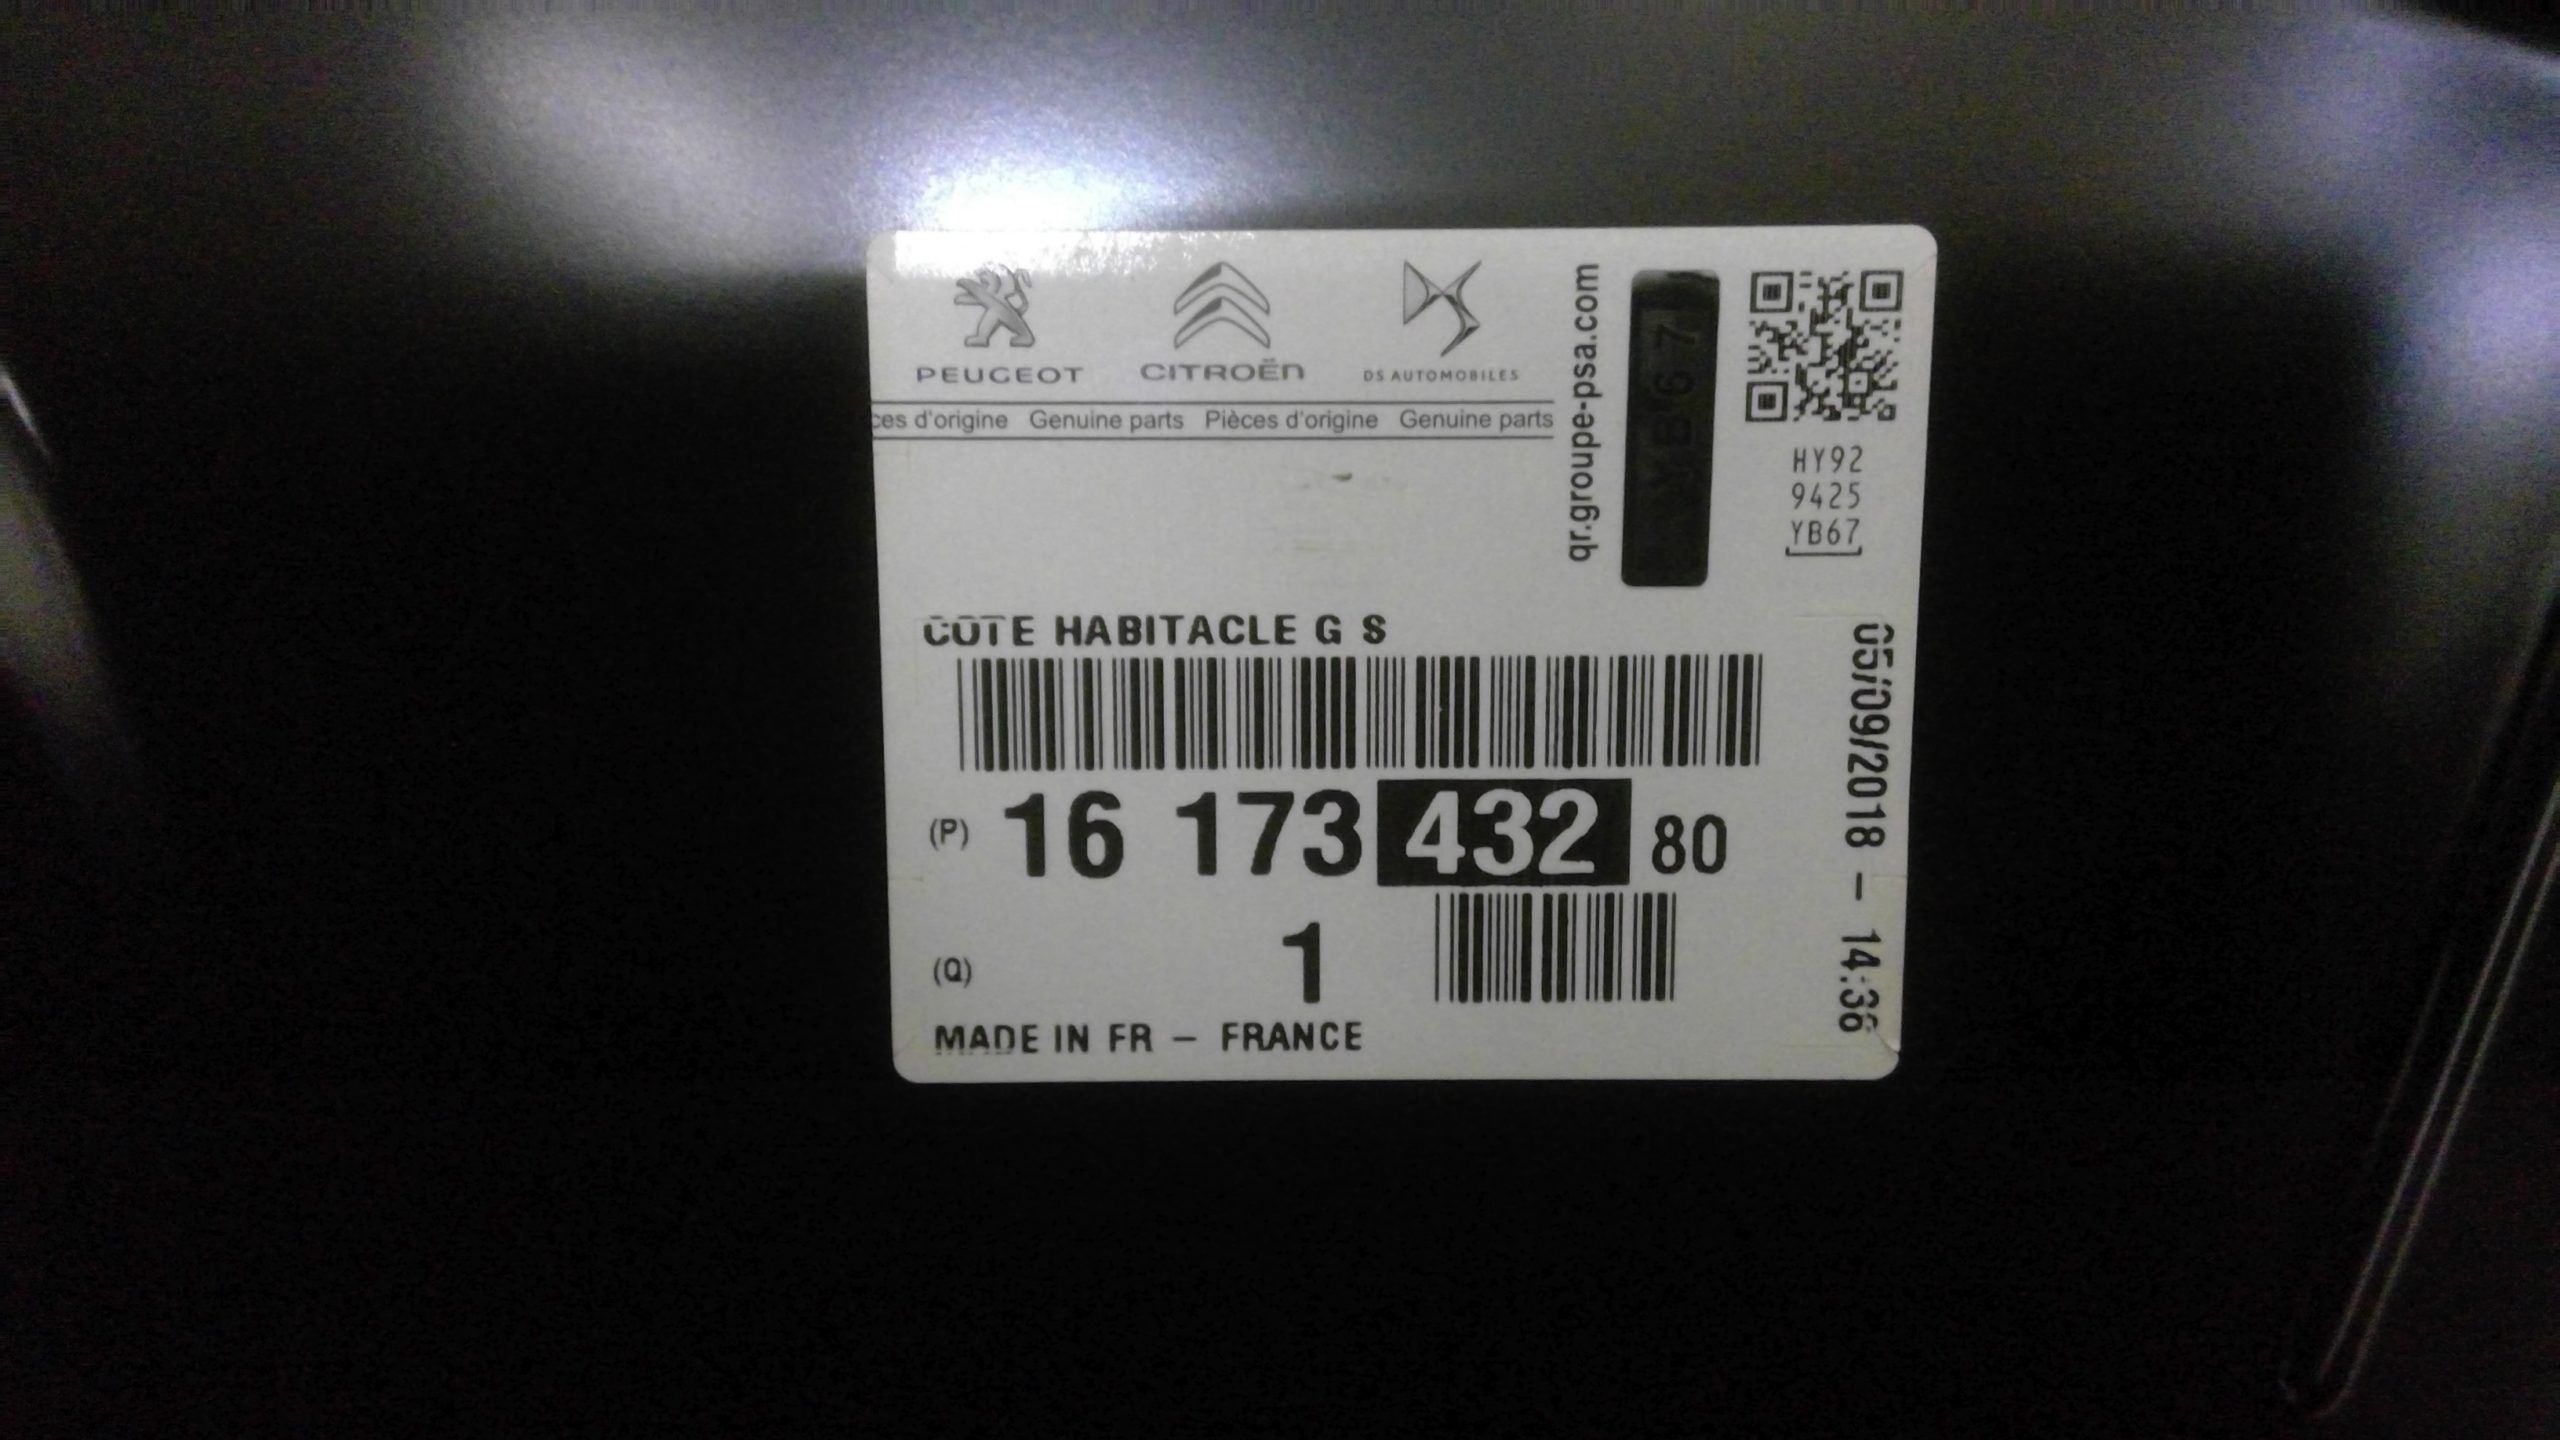 PEUGEOT CITROËN DS AUTOMOBILES
ces d'origine Genuine parts Pièces d'origine Genuine parts
qr.groupe-psa.com
HY92
9425
YB67
COTE HABITACLE G S
(P) 16 173 432 80
(Q) 1
MADE IN FR - FRANCE
05/09/2018 - 14:36